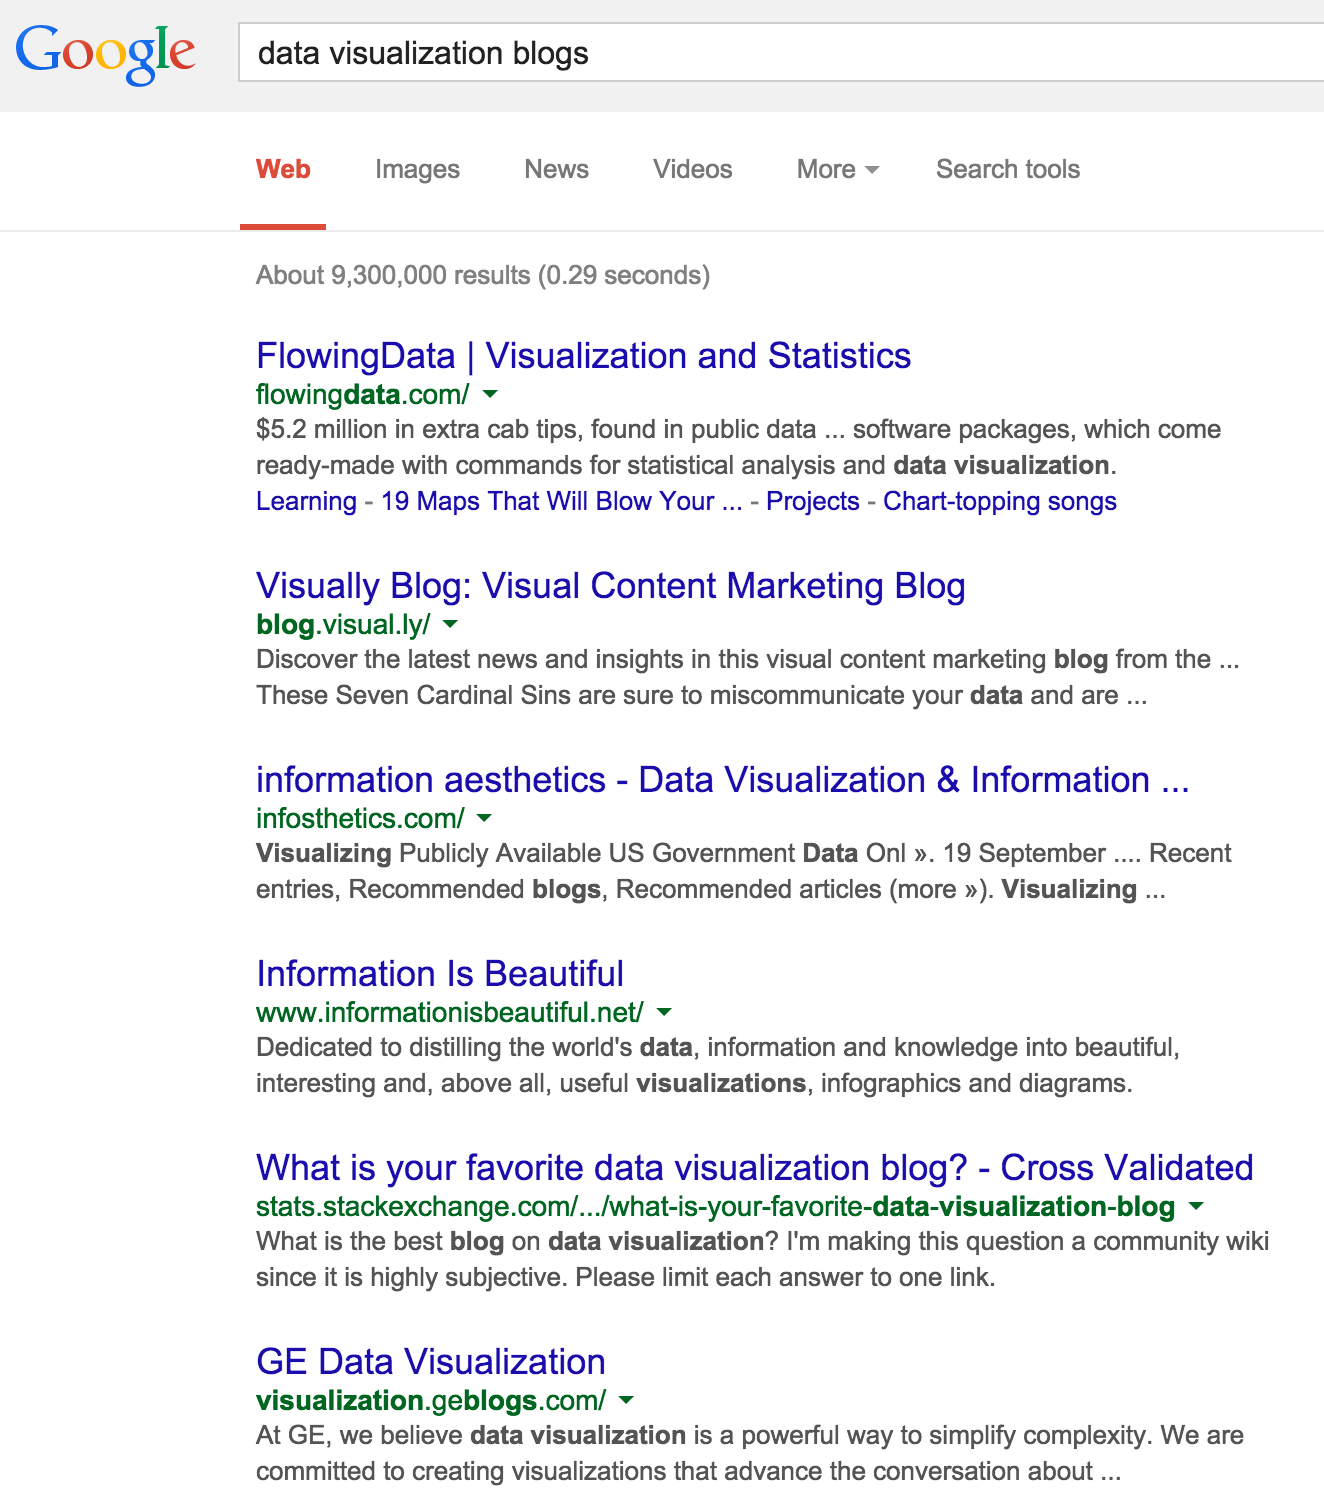 Google
data visualization blogs
Web Images News Videos More Search tools
About 9,300,000 results (0.29 seconds)
FlowingData | Visualization and Statistics
flowingdata.com/
$5.2 million in extra cab tips, found in public data ... software packages, which come
ready-made with commands for statistical analysis and data visualization.
Learning - 19 Maps That Will Blow Your ... - Projects - Chart-topping songs
Visually Blog: Visual Content Marketing Blog
blog.visual.ly/
Discover the latest news and insights in this visual content marketing blog from the ...
These Seven Cardinal Sins are sure to miscommunicate your data and are ...
information aesthetics - Data Visualization & Information ...
infosthetics.com/
Visualizing Publicly Available US Government Data Onl ». 19 September .... Recent
entries, Recommended blogs, Recommended articles (more »). Visualizing ...
Information Is Beautiful
www.informationisbeautiful.net/
Dedicated to distilling the world's data, information and knowledge into beautiful,
interesting and, above all, useful visualizations, infographics and diagrams.
What is your favorite data visualization blog? - Cross Validated
stats.stackexchange.com/.../what-is-your-favorite-data-visualization-blog
What is the best blog on data visualization? I'm making this question a community wiki
since it is highly subjective. Please limit each answer to one link.
GE Data Visualization
visualization.geblogs.com/
At GE, we believe data visualization is a powerful way to simplify complexity. We are
committed to creating visualizations that advance the conversation about ...